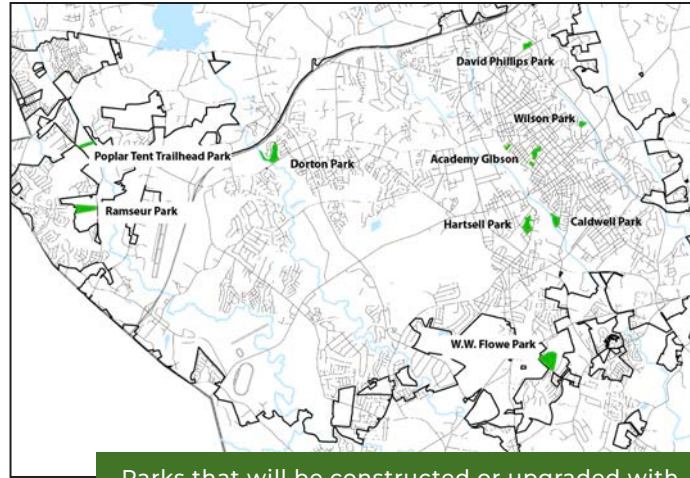 David Phillips Park
Wilson Park
Poplar Tent Trailhead Park
Dorton Park
Academy Gibson
Ramseur Park
Hartsell Park
Caldwell Park
W.W. Flowe Park
Parks that will be constructed or upgraded with